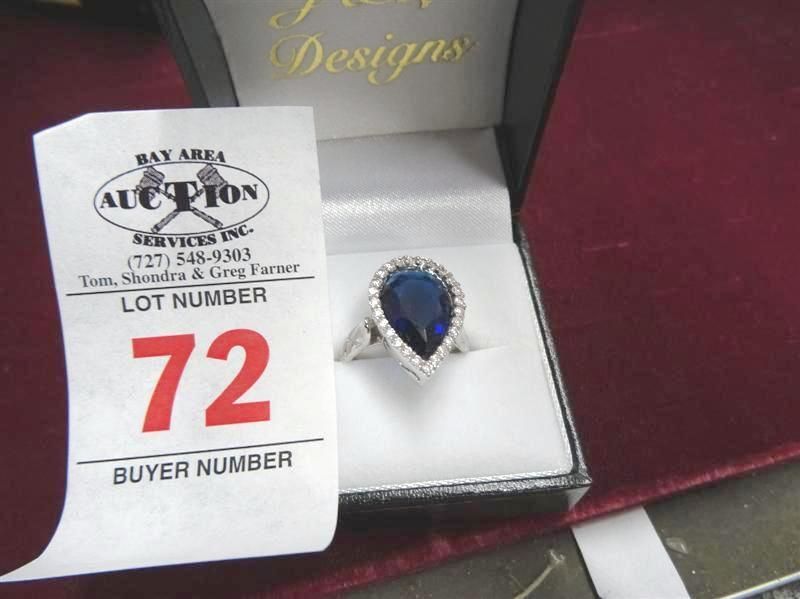 Designs
BAY AREA
AUCTION
SERVICES INC.
(727) 548-9303
Tom, Shondra & Greg Farner
LOT NUMBER
72
BUYER NUMBER